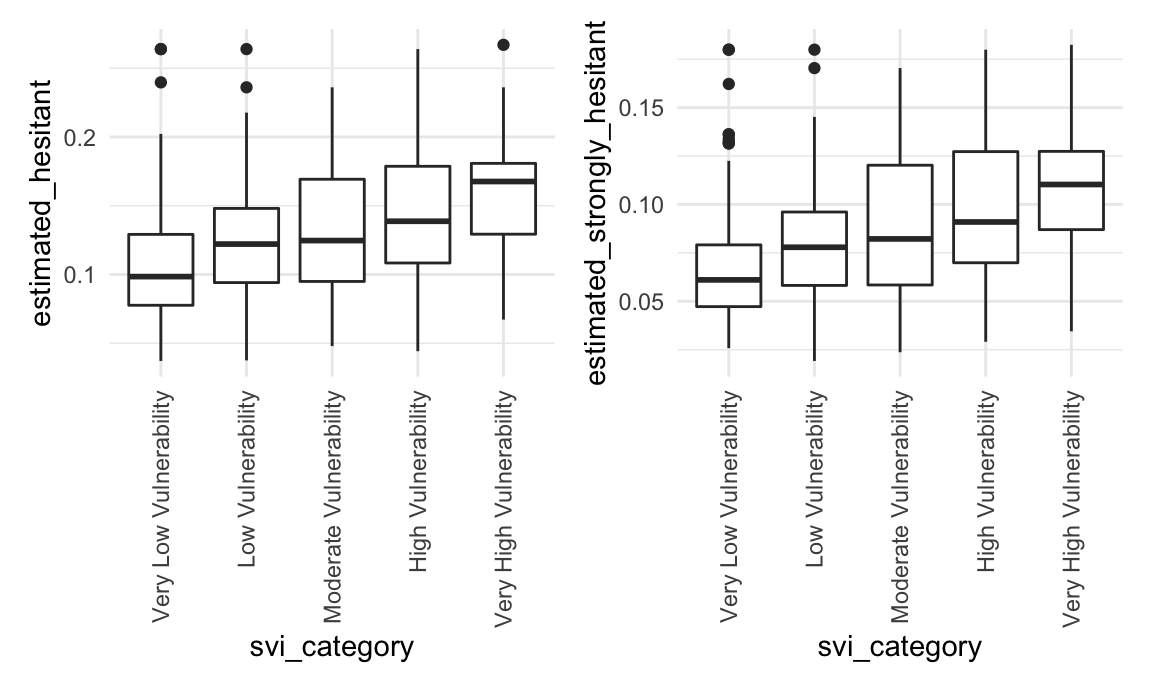 estimated_hesitant
0.2
0.1
Very Low Vulnerability
Low Vulnerability
Moderate Vulnerability
High Vulnerability
Very High Vulnerability
svi_category
estimated_strongly_hesitant
0.15
0.10
0.05
Very Low Vulnerability
Low Vulnerability
Moderate Vulnerability
High Vulnerability
Very High Vulnerability
svi_category